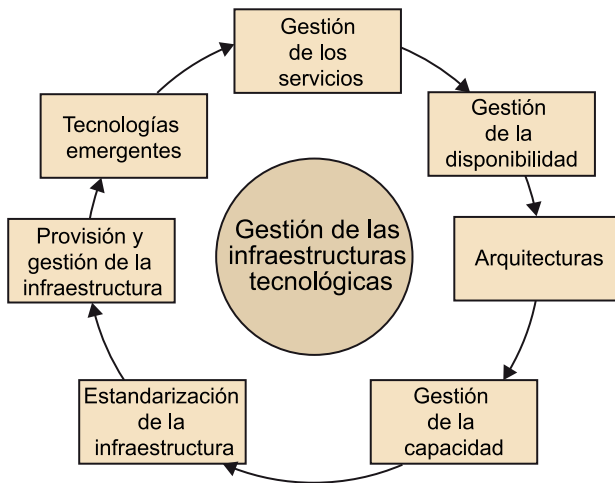 Gestión
de los
servicios
Gestión
de la
disponibilidad
Arquitecturas
Gestión
de la
capacidad
Estandarización
de la
infraestructura
Provisión y
gestión de la
infraestructura
Tecnologías
emergentes
Gestión de las
infraestructuras
tecnológicas